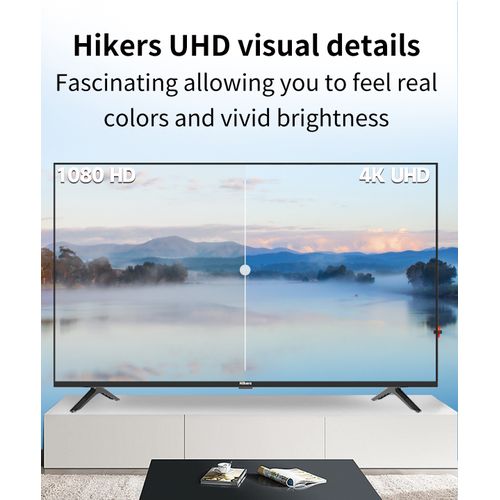 Hikers UHD visual details
Fascinating allowing you to feel real
colors and vivid brightness
1080 HD
4K UHD
Hikers